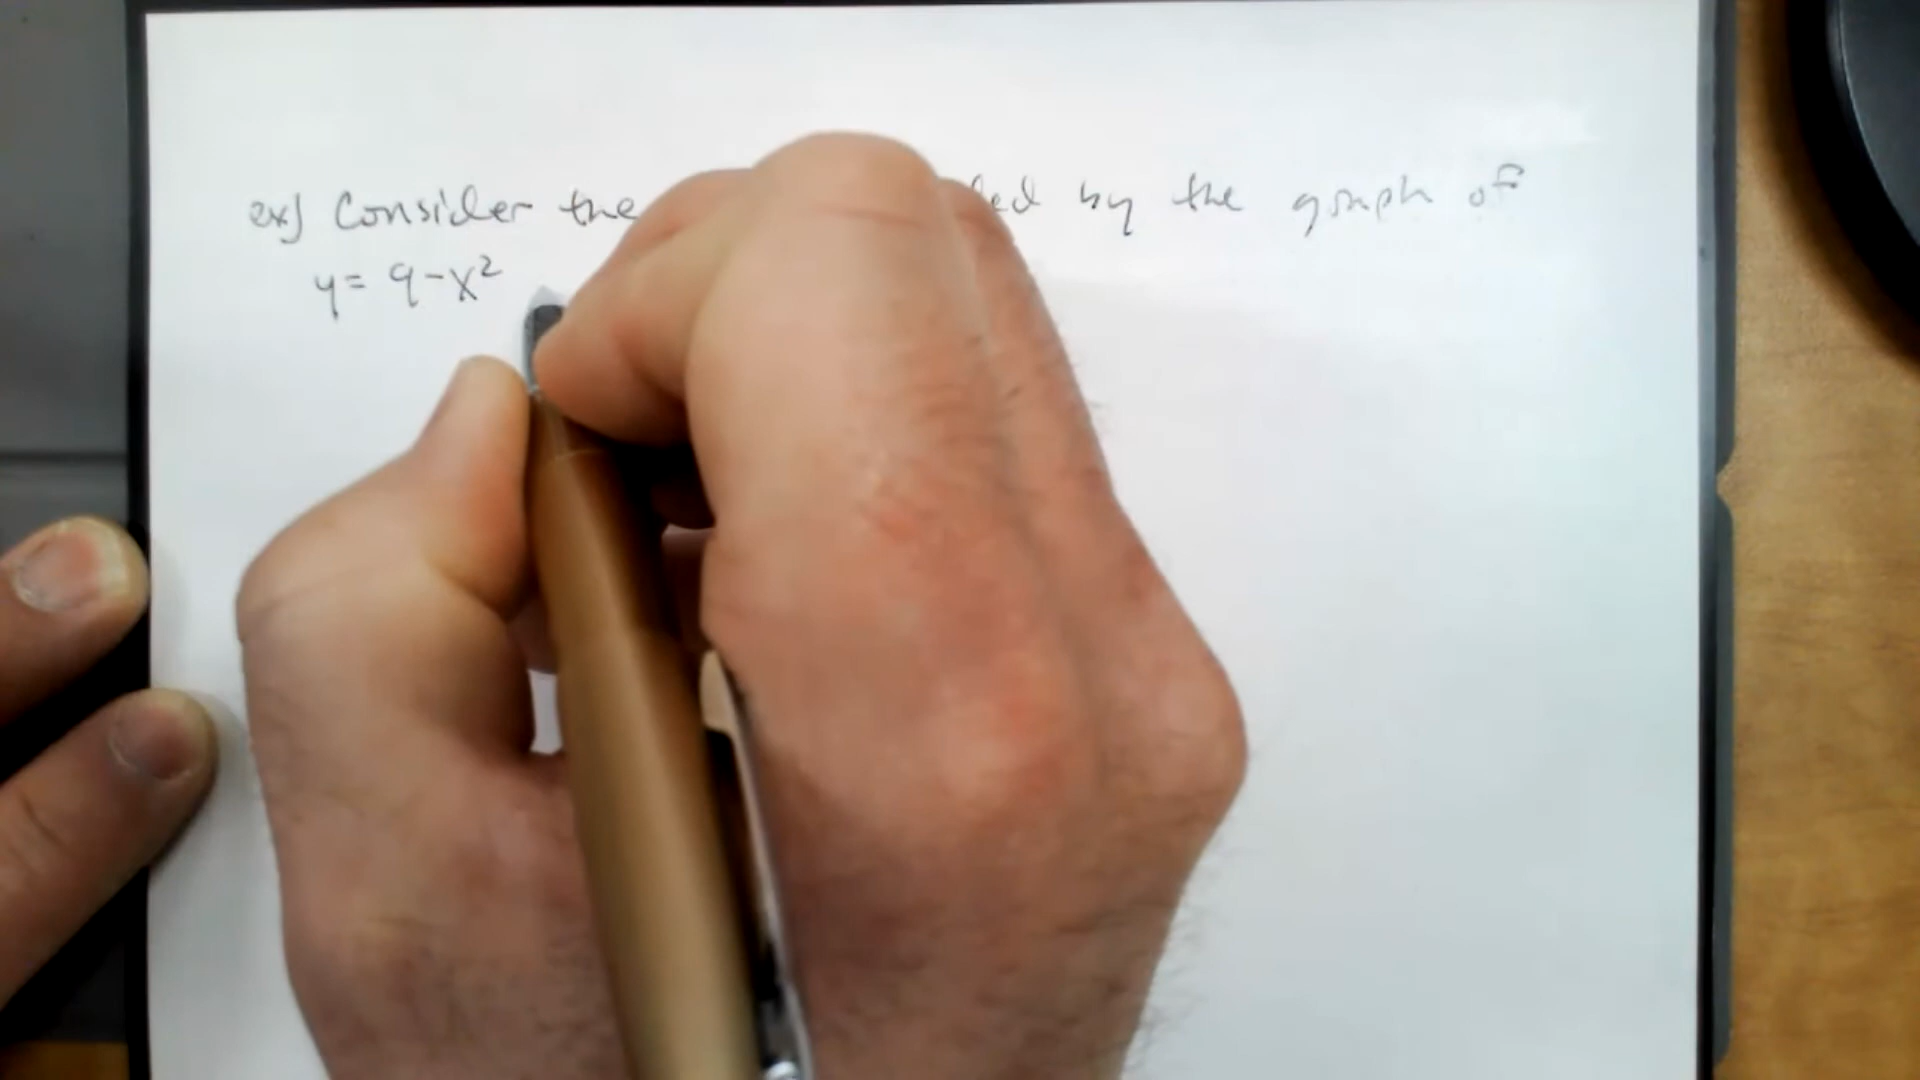 ex) Consider the by the graph of
y = 9-x²